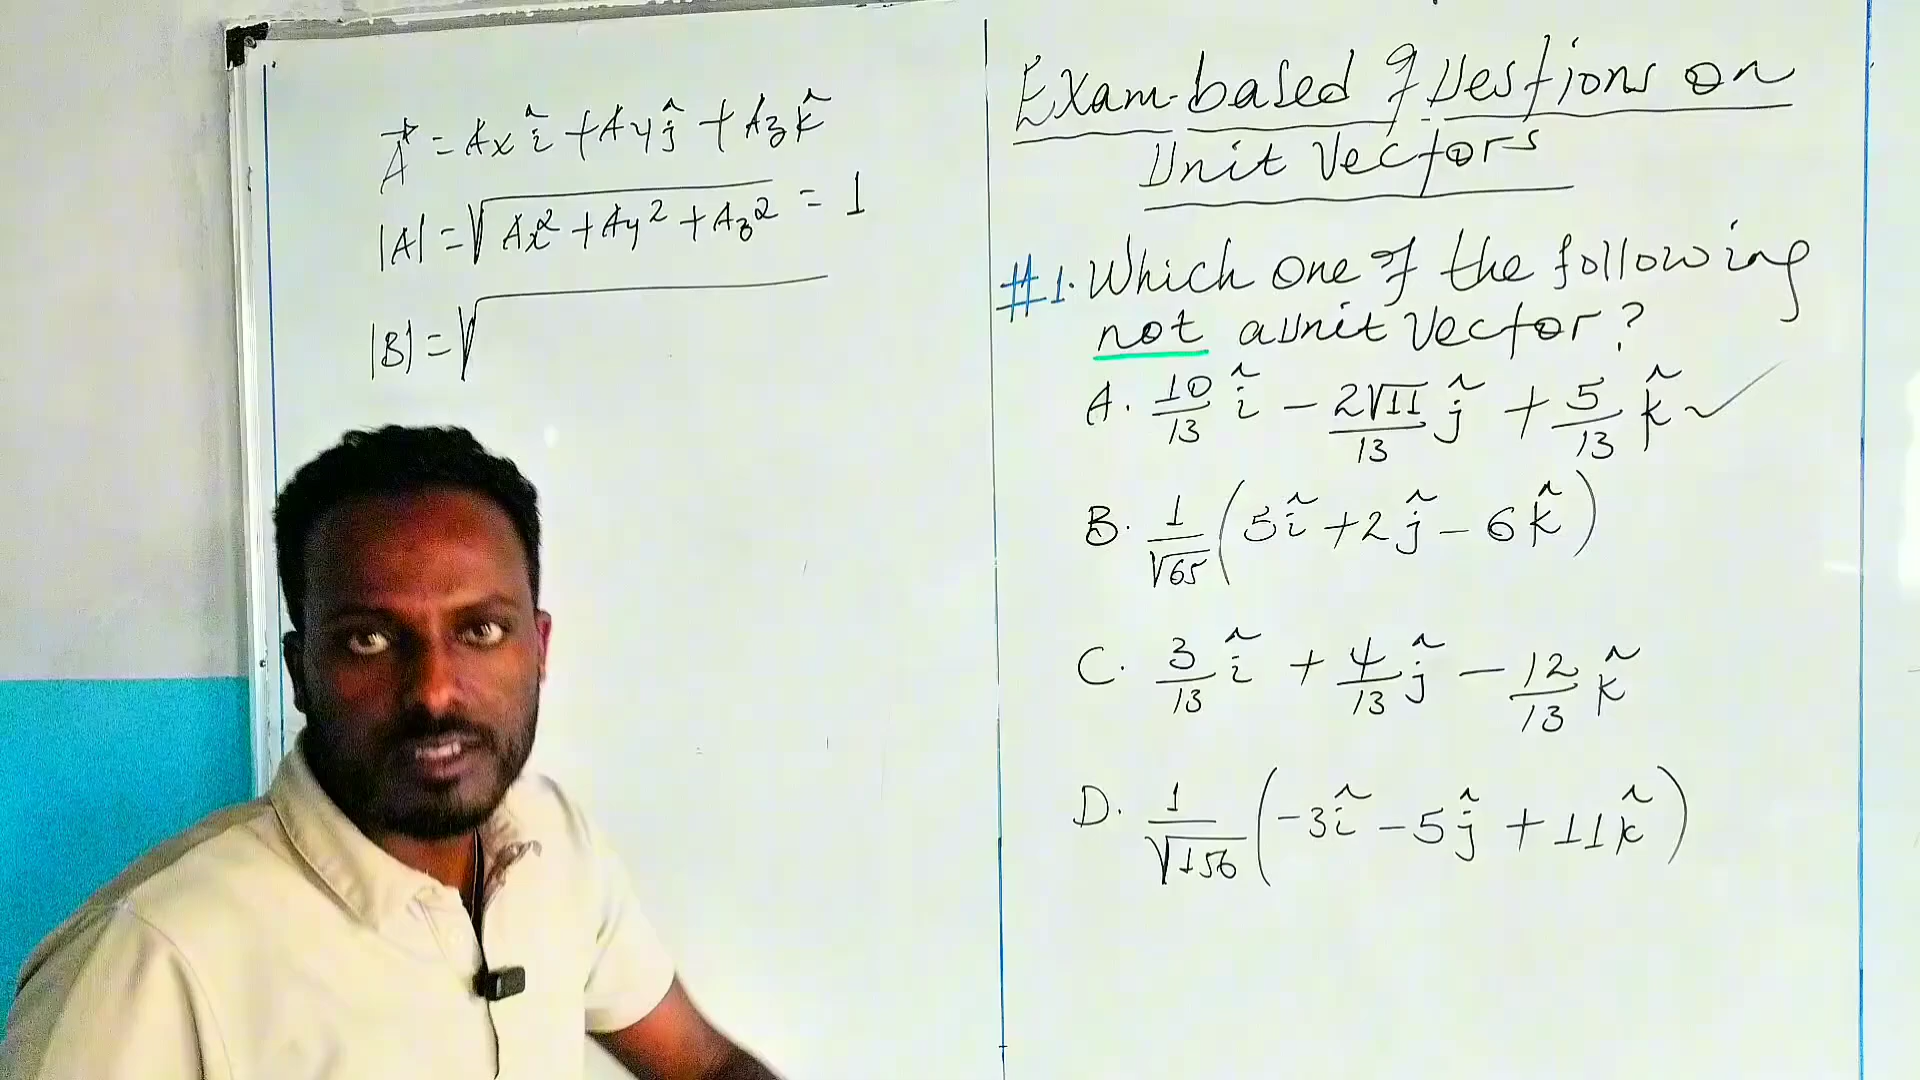 A⃗ = Ax î + Ay ĵ + Az k̂
|A| = √Ax² + Ay² + Az² = 1
|B| = √
Exam-based questions on
Unit Vectors
#1. Which one of the following
not a unit vector?
A. 10/13 î - 2√11/13 ĵ + 5/13 k̂ ✓
B. 1/√65 (5î + 2ĵ - 6k̂)
C. 3/13 î + 4/13 ĵ - 12/13 k̂
D. 1/√156 (-3î - 5ĵ + 11k̂)